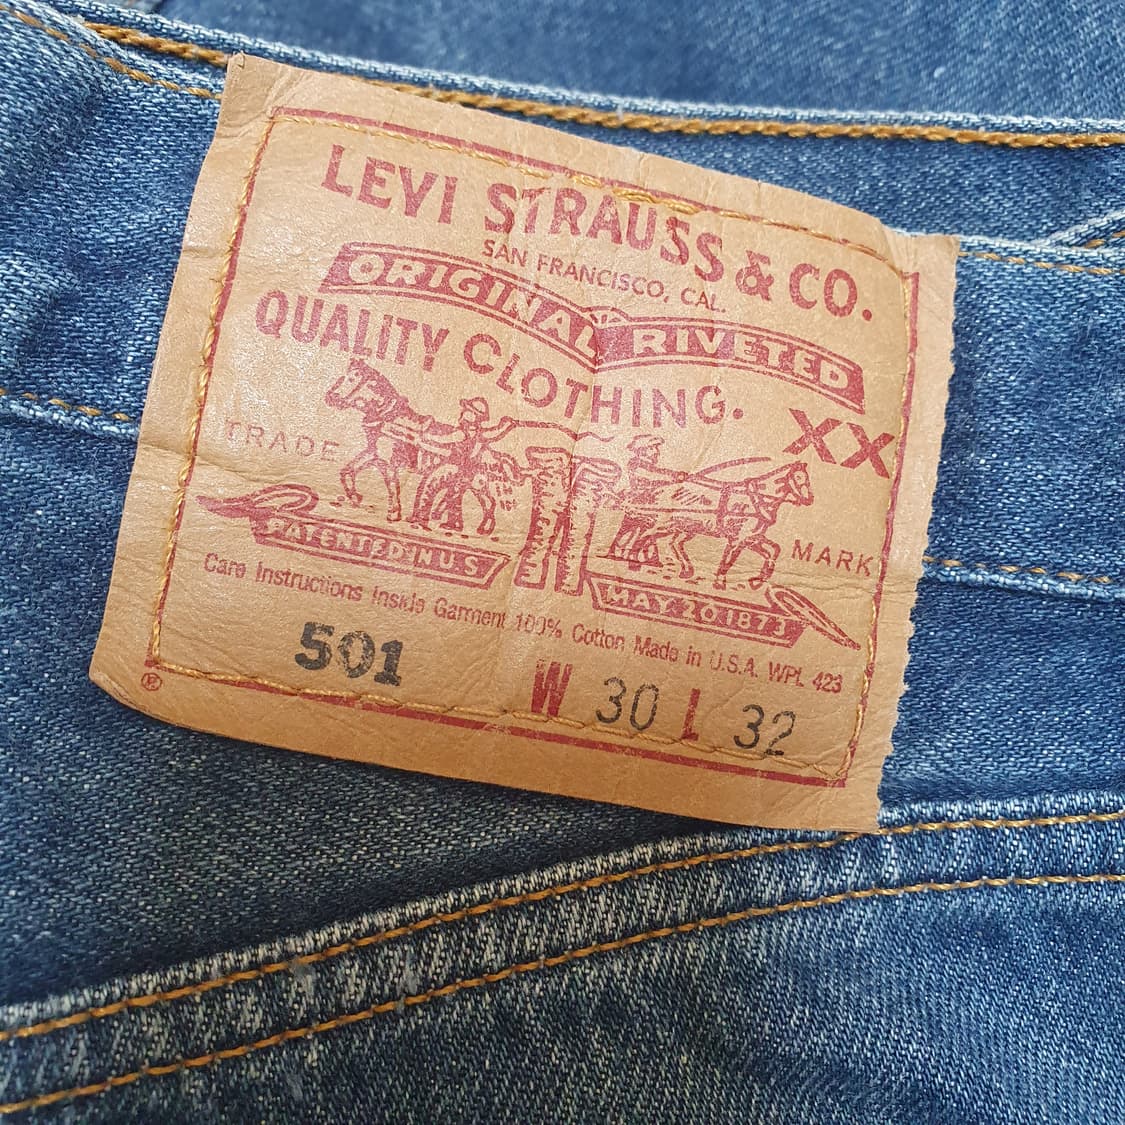 LEVI STRAUSS & CO.
SAN FRANCISCO, CAL.
ORIGINAL RIVETED
QUALITY CLOTHING.
XX
TRADE MARK
PATENTED IN U S MAY 20 1873
Care Instructions Inside Garment 100% Cotton Made in U.S.A. WPL 423
501 W 30 L 32
®